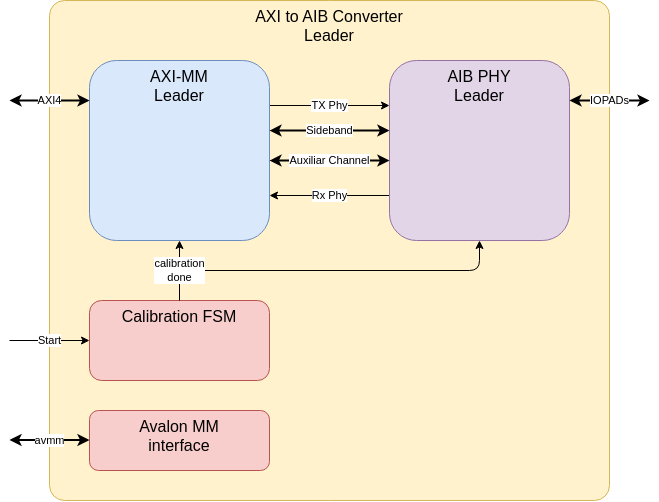 AXI to AIB Converter
Leader
AXI-MM
Leader
AIB PHY
Leader
AXI4
TX Phy
IOPADs
Sideband
Auxiliar Channel
Rx Phy
calibration
done
Calibration FSM
Start
Avalon MM
interface
avmm